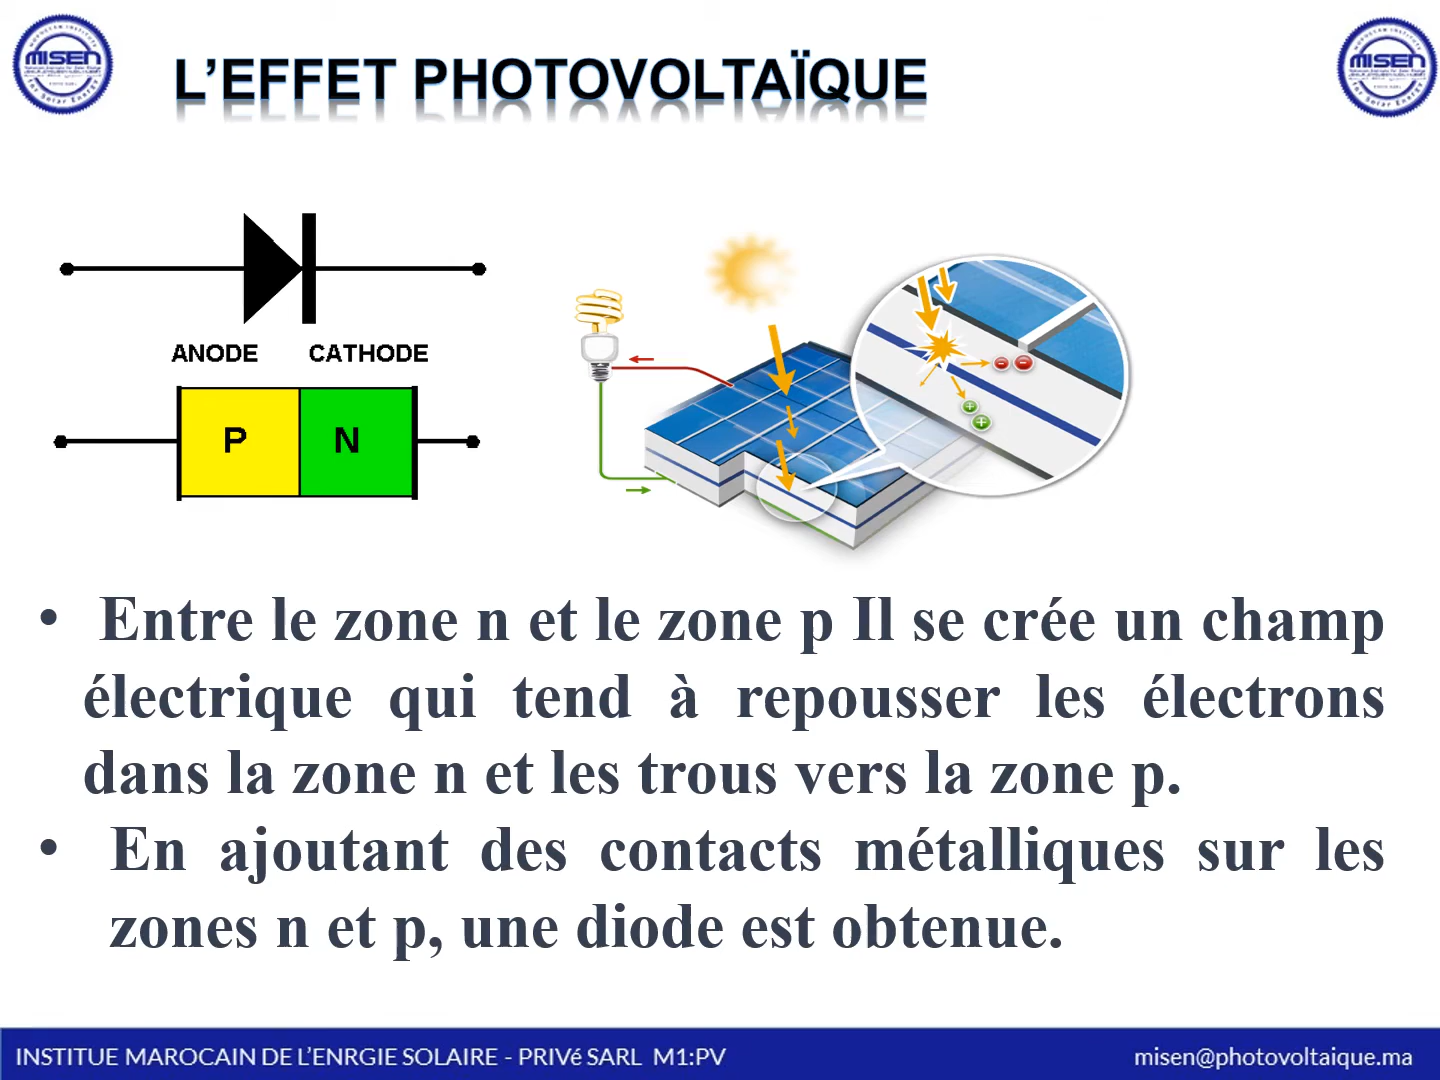 MISEN
MISEN
L’EFFET PHOTOVOLTAÏQUE
ANODE CATHODE
P N
• Entre le zone n et le zone p Il se crée un champ
électrique qui tend à repousser les électrons
dans la zone n et les trous vers la zone p.
• En ajoutant des contacts métalliques sur les
zones n et p, une diode est obtenue.
INSTITUE MAROCAIN DE L’ENRGIE SOLAIRE - PRIVé SARL M1:PV
misen@photovoltaique.ma